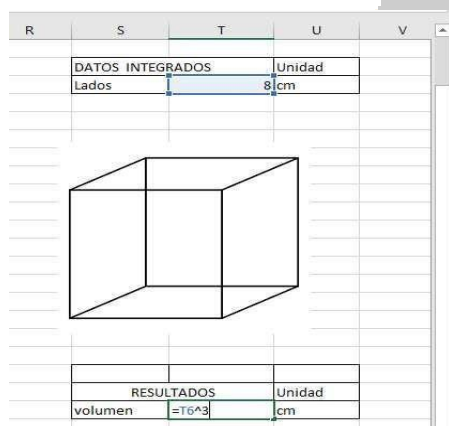 R S T U V
DATOS INTEGRADOS Unidad
Lados 8 cm
RESULTADOS Unidad
volumen =T6^3 cm